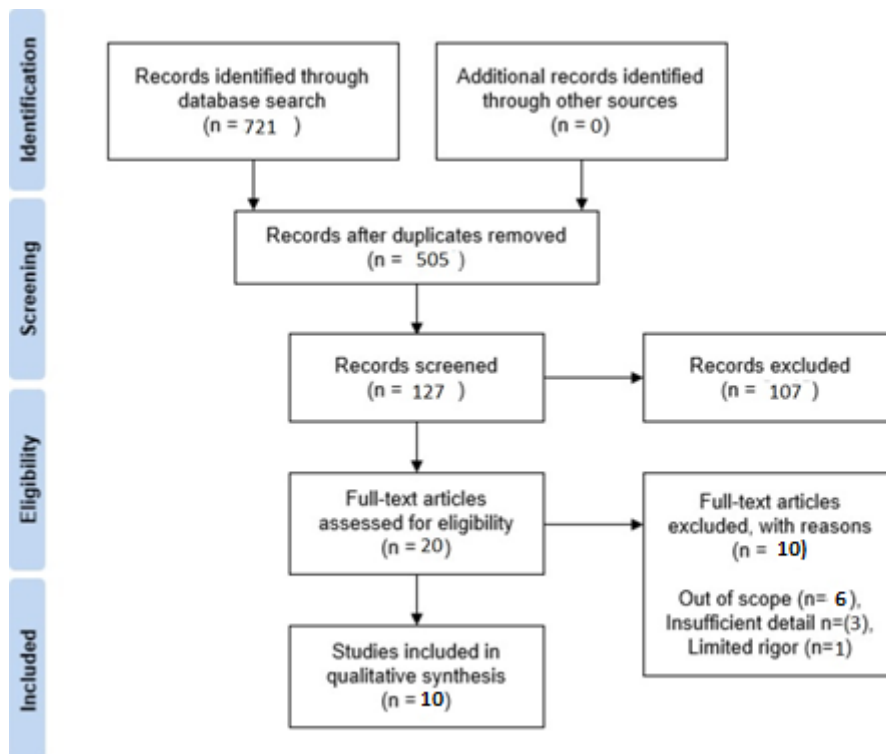 Identification
Records identified through
database search
(n = 721 )
Additional records identified
through other sources
(n = 0)
Screening
Records after duplicates removed
(n = 505 )
Records screened
(n = 127 )
Records excluded
(n = 107 )
Eligibility
Full-text articles
assessed for eligibility
(n = 20)
Full-text articles
excluded, with reasons
(n = 10)
Out of scope (n= 6),
Insufficient detail n=(3),
Limited rigor (n=1)
Included
Studies included in
qualitative synthesis
(n = 10)